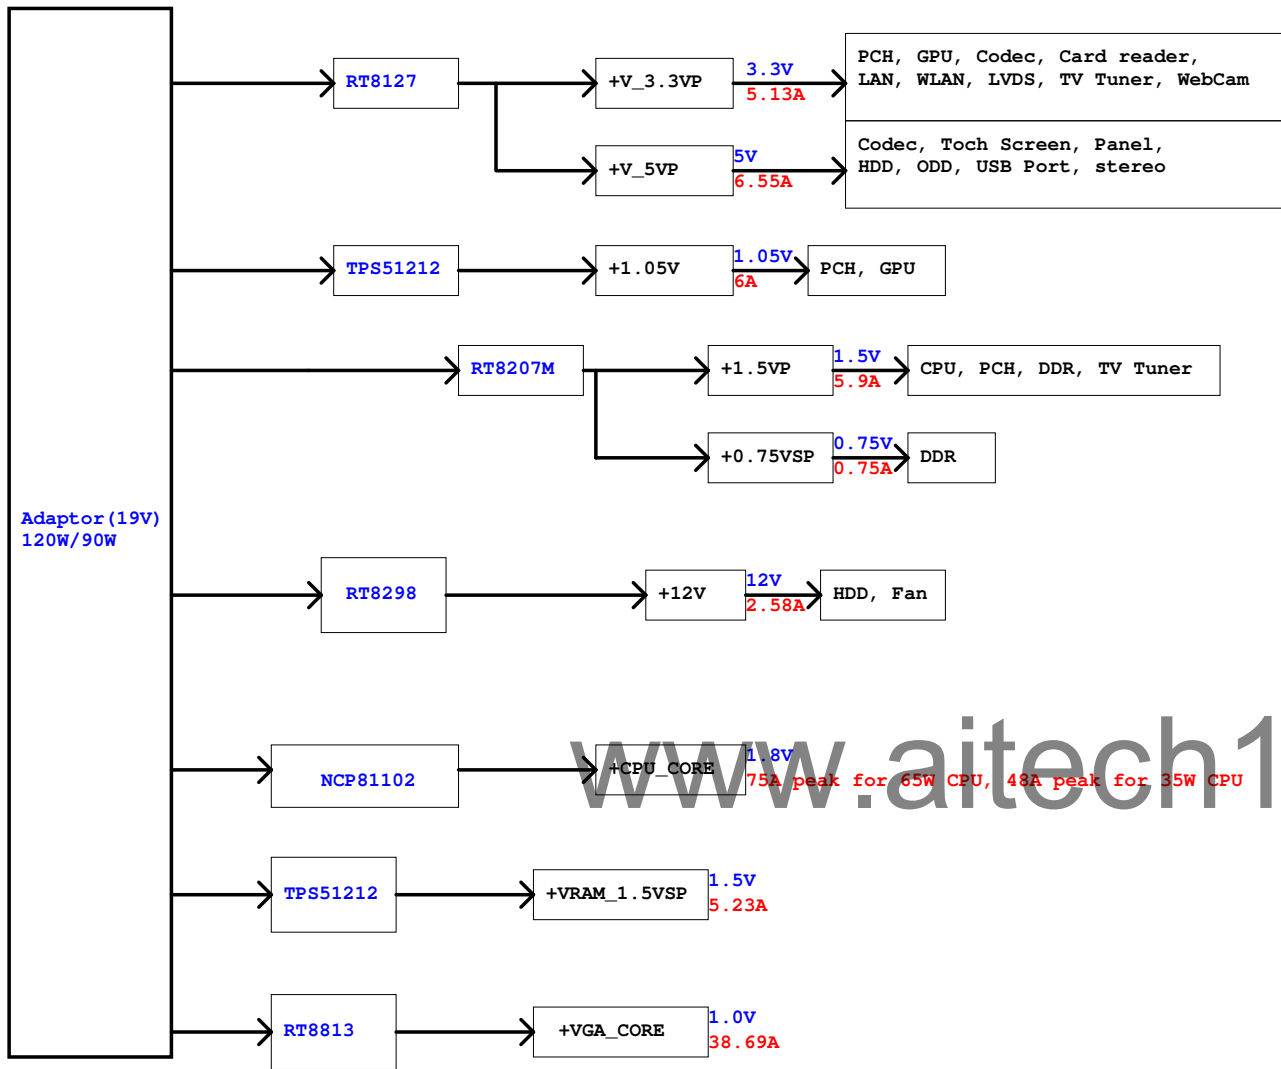 Adaptor(19V)
120W/90W
RT8127
+V_3.3VP
3.3V
5.13A
PCH, GPU, Codec, Card reader,
LAN, WLAN, LVDS, TV Tuner, WebCam
+V_5VP
5V
6.55A
Codec, Toch Screen, Panel,
HDD, ODD, USB Port, stereo
TPS51212
+1.05V
1.05V
6A
PCH, GPU
RT8207M
+1.5VP
1.5V
5.9A
CPU, PCH, DDR, TV Tuner
+0.75VSP
0.75V
0.75A
DDR
RT8298
+12V
12V
2.58A
HDD, Fan
NCP81102
+CPU_CORE
1.8V
75A peak for 65W CPU, 48A peak for 35W CPU
www.aitech1
TPS51212
+VRAM_1.5VSP
1.5V
5.23A
RT8813
+VGA_CORE
1.0V
38.69A